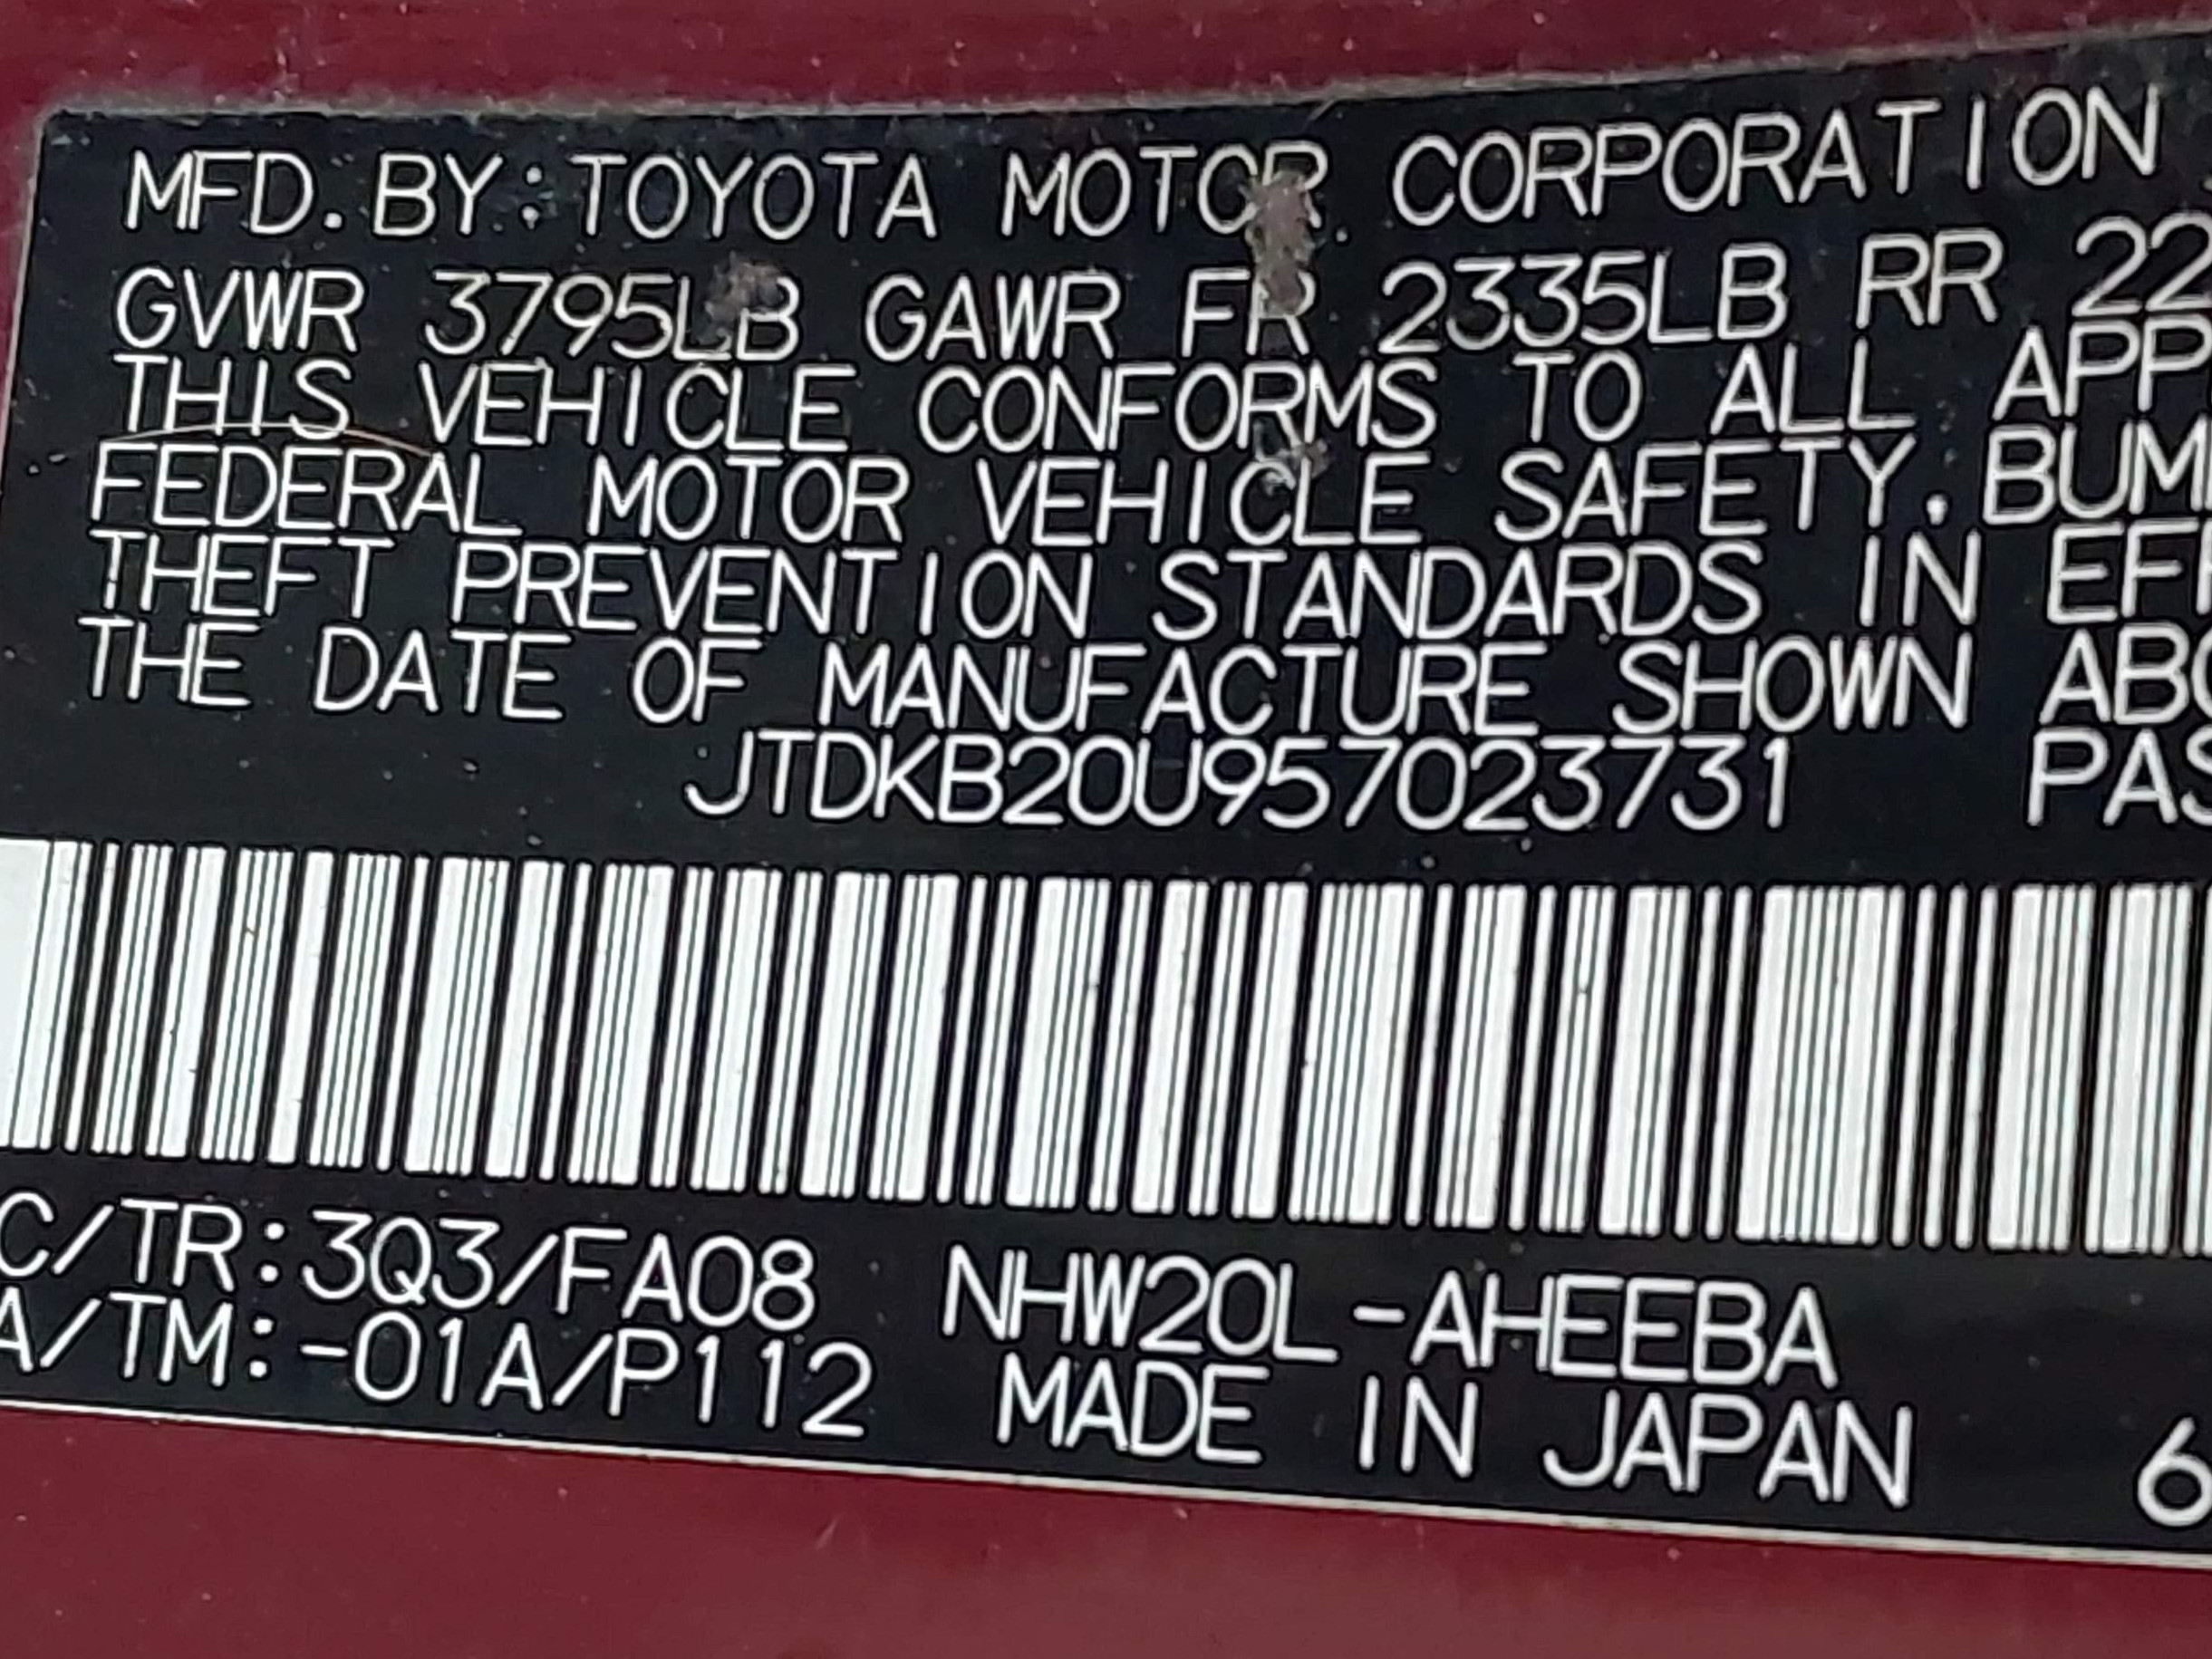 MFD.BY:TOYOTA MOTOR CORPORATION
GVWR 3795LB GAWR FR 2335LB RR 22
THIS VEHICLE CONFORMS TO ALL APP
FEDERAL MOTOR VEHICLE SAFETY.BUM
THEFT PREVENTION STANDARDS IN EF
THE DATE OF MANUFACTURE SHOWN ABO
JTDKB20U957023731 PAS
C/TR:3Q3/FA08 NHW20L-AHEEBA
A/TM:-01A/P112 MADE IN JAPAN 6